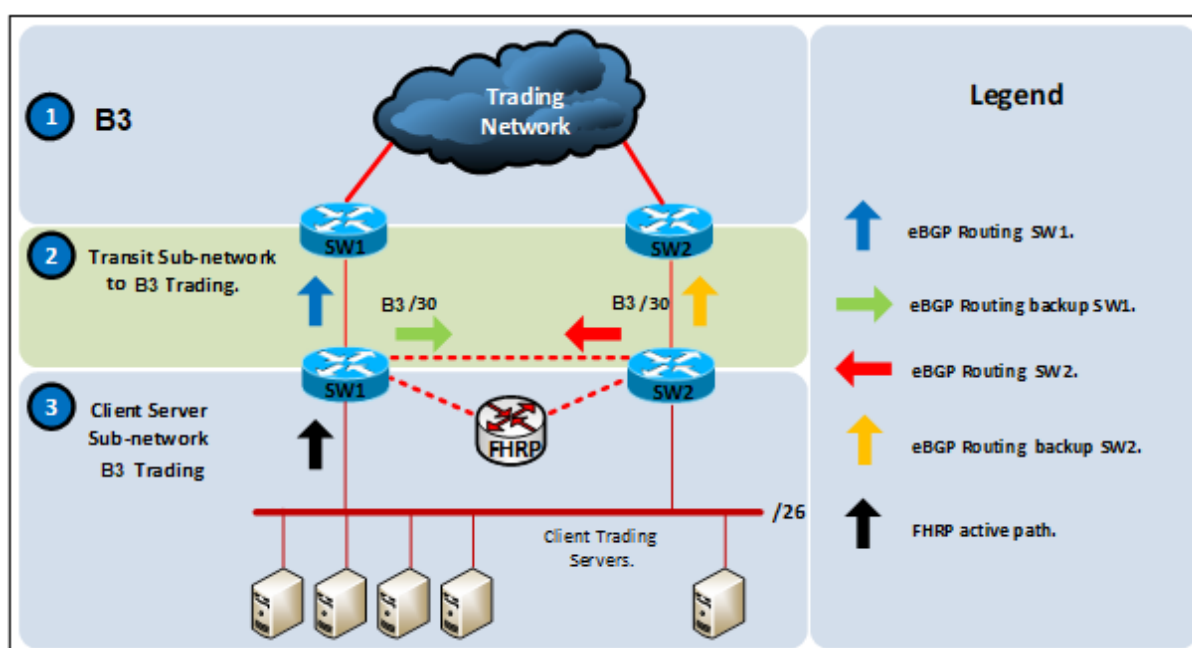 1
B3
Trading
Network
SW1
SW2
2
Transit Sub-network
to B3 Trading.
B3 /30
B3 /30
SW1
SW2
3
Client Server
Sub-network
B3 Trading
FHRP
/26
Client Trading
Servers.
Legend
eBGP Routing SW1.
eBGP Routing backup SW1.
eBGP Routing SW2.
eBGP Routing backup SW2.
FHRP active path.